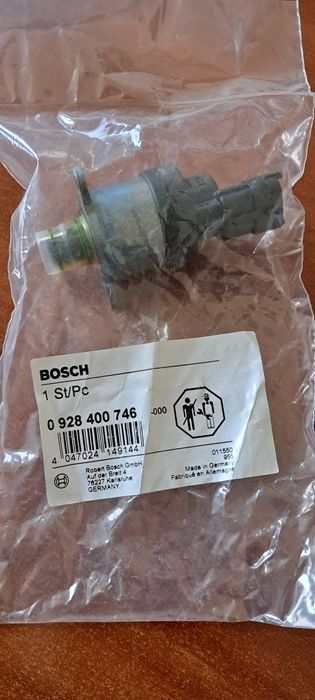 BOSCH
1 St/Pc
0 928 400 746 -000
4 047024 149144
Robert Bosch GmbH
Auf der Breit 4
76227 Karlsruhe
GERMANY
011550
955
Made in Germany
Fabriqué en Allemagne